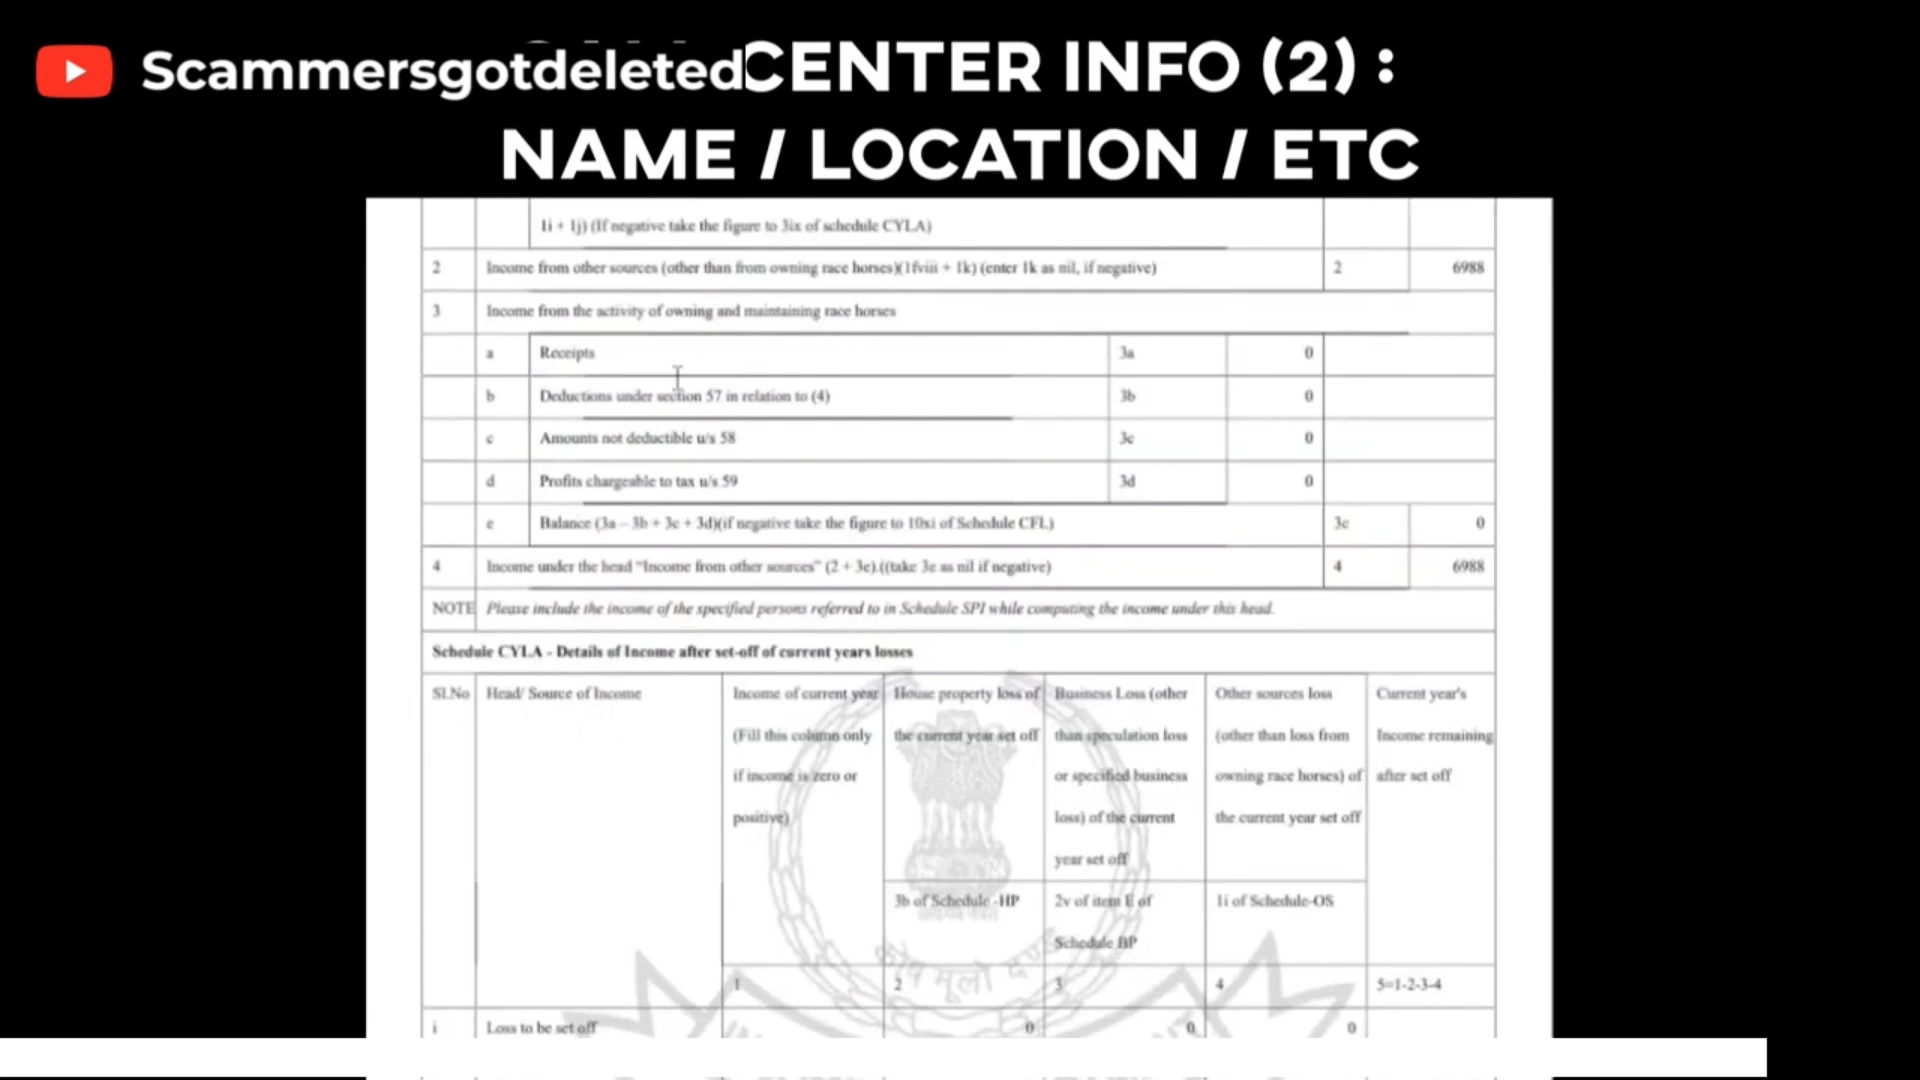 Scammersgotdeleted
CENTER INFO (2) :
NAME / LOCATION / ETC
1i + 1j) (If negative take the figure to 3ix of schedule CYLA)
2 Income from other sources (other than from owning race horses)(1fviii + 1k) (enter 1k as nil, if negative) 2 6988
3 Income from the activity of owning and maintaining race horses
a Receipts 3a 0
b Deductions under section 57 in relation to (4) 3b 0
c Amounts not deductible u/s 58 3c 0
d Profits chargeable to tax u/s 59 3d 0
e Balance (3a – 3b + 3c + 3d)(if negative take the figure to 10xi of Schedule CFL) 3e 0
4 Income under the head "Income from other sources" (2 + 3e).((take 3e as nil if negative) 4 6988
NOTE Please include the income of the specified persons referred to in Schedule SPI while computing the income under this head.
Schedule CYLA - Details of Income after set-off of current years losses
Sl.No Head/ Source of Income Income of current year House property loss of Business Loss (other Other sources loss Current year's
(Fill this column only the current year set off than speculation loss (other than loss from Income remaining
if income is zero or or specified business owning race horses) of after set off
positive) loss) of the current the current year set off
year set off
3b of Schedule -HP 2v of item E of 1i of Schedule-OS
Schedule BP
1 2 3 4 5=1-2-3-4
i Loss to be set off 0 0 0
कोष मूलो दण्ड